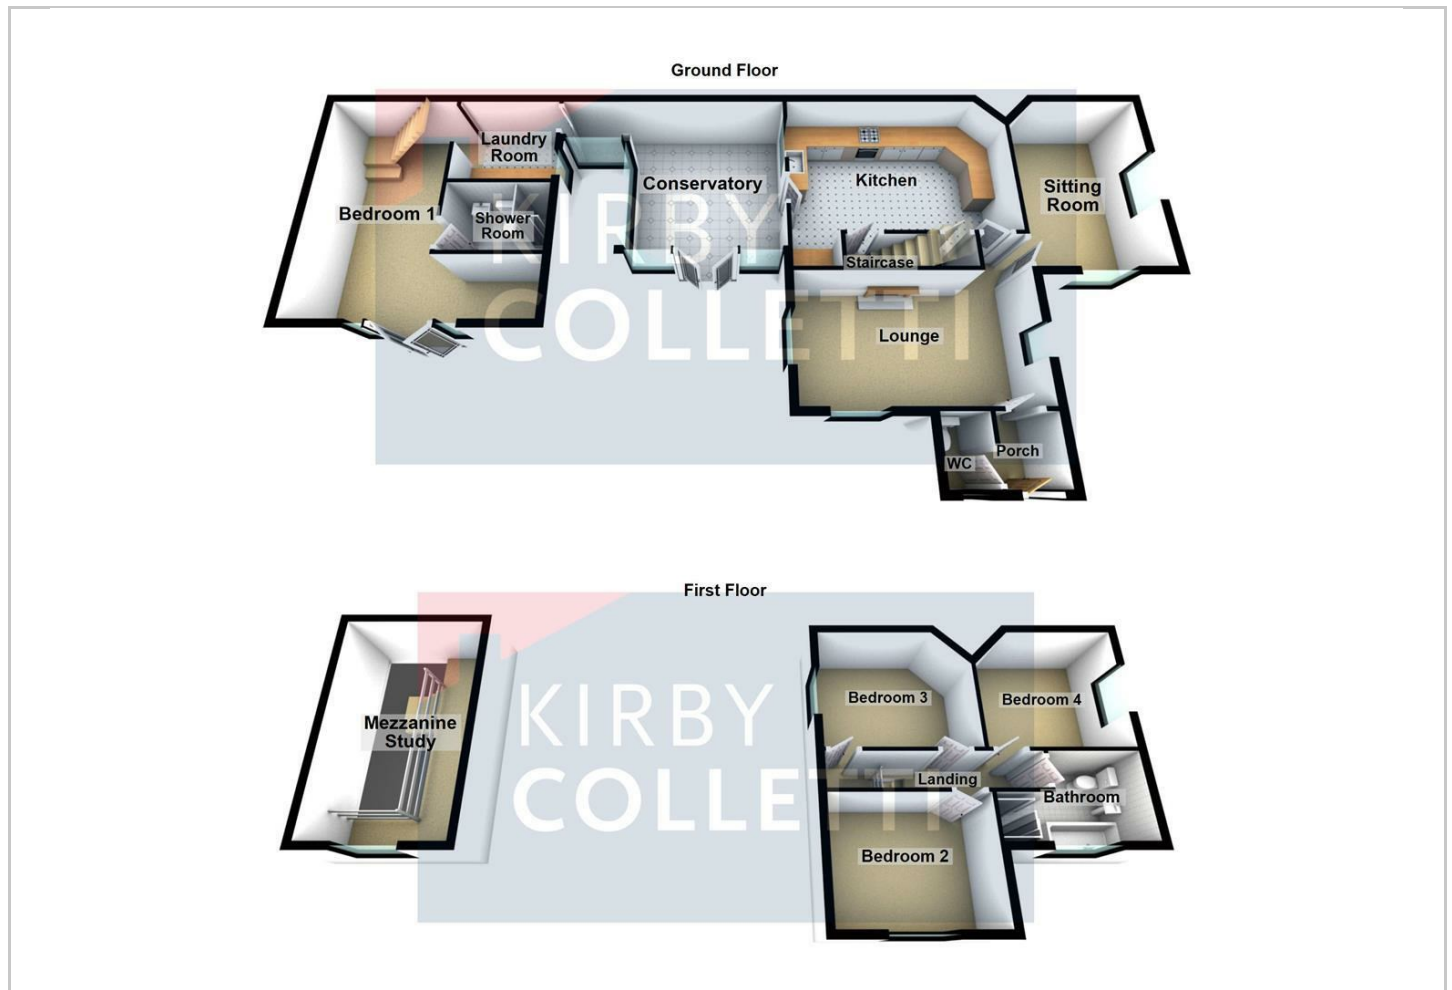 Ground Floor
Laundry
Room
Bedroom 1
Shower
Room
Conservatory
Kitchen
Sitting
Room
Staircase
Lounge
WC
Porch
KIRBY
COLLETTI
First Floor
Mezzanine
Study
Bedroom 3
Bedroom 4
Landing
Bathroom
Bedroom 2
KIRBY
COLLETTI